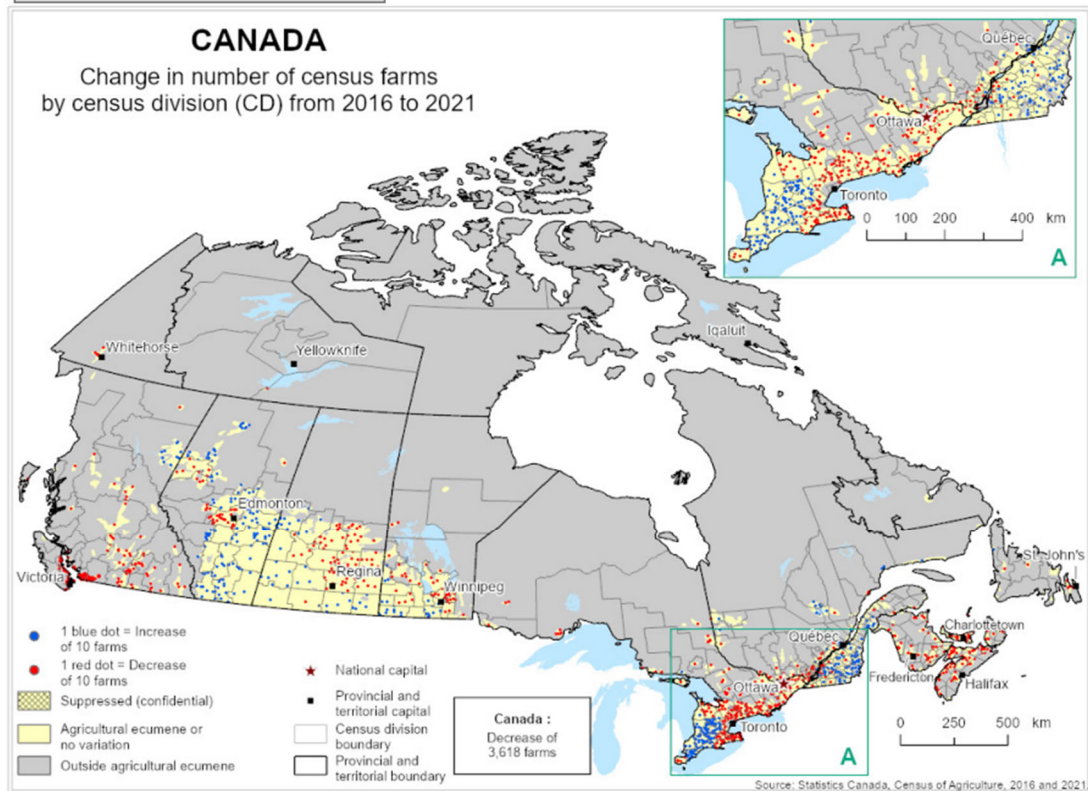 CANADA
Change in number of census farms
by census division (CD) from 2016 to 2021
Québec
Ottawa
Toronto
0 100 200 400 km
A
Iqaluit
Whitehorse
Yellowknife
Edmonton
Victoria
Regina
Winnipeg
St. John's
Charlottetown
Québec
Fredericton
Halifax
Ottawa
Toronto
A
0 250 500 km
1 blue dot = Increase
of 10 farms
1 red dot = Decrease
of 10 farms
Suppressed (confidential)
Agricultural ecumene or
no variation
Outside agricultural ecumene
National capital
Provincial and
territorial capital
Census division
boundary
Provincial and
territorial boundary
Canada :
Decrease of
3,618 farms
Source: Statistics Canada, Census of Agriculture, 2016 and 2021